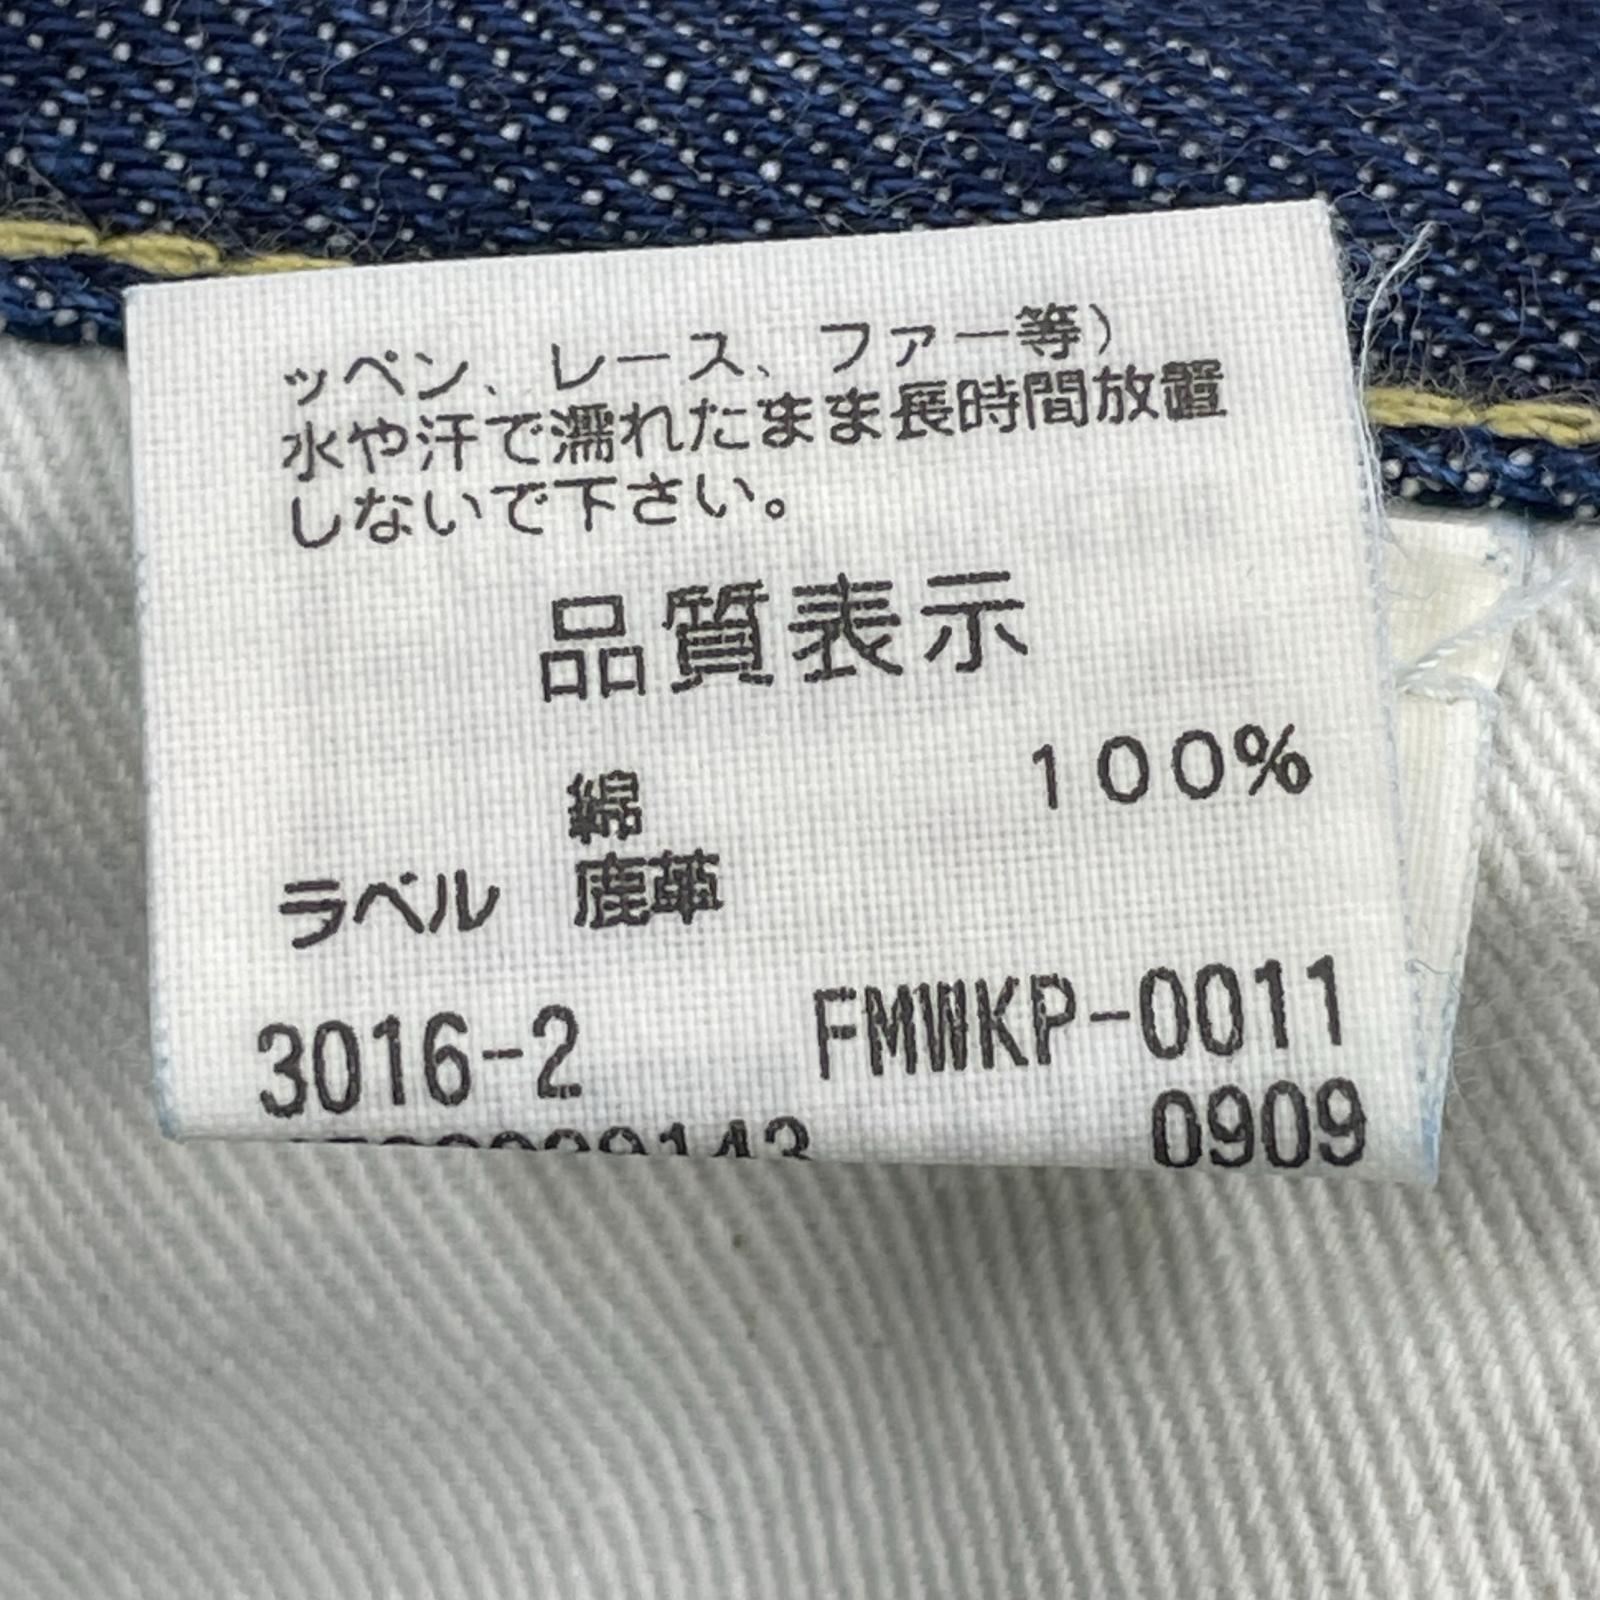 ッペン、レース、ファー等）
水や汗で濡れたまま長時間放置
しないで下さい。
品質表示
綿 100%
ラベル 鹿革
3016-2 FMWKP-0011
0909